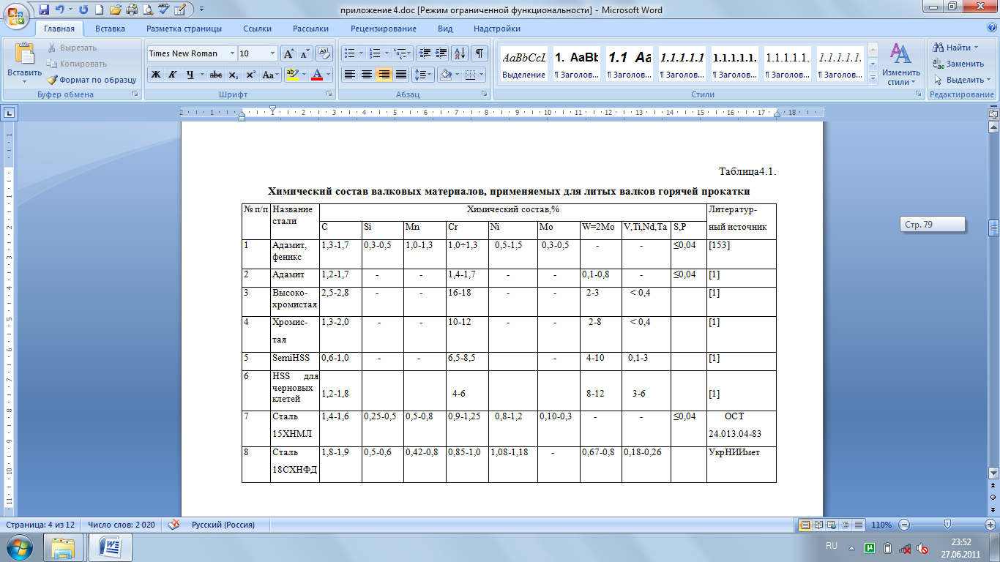 приложение 4.doc [Режим ограниченной функциональности] - Microsoft Word
Главная Вставка Разметка страницы Ссылки Рассылки Рецензирование Вид Надстройки
Вставить
Вырезать
Копировать
Формат по образцу
Буфер обмена
Times New Roman 10
Ж К Ч abc x₂ x² Aa
Шрифт
Абзац
AaBbCcI 1. AaBb 1.1 Aa 1.1.1.1.1 1.1.1.1.1. 1.1.1.1.1. 1.1.1.1.1.
Выделение ¶ Заголов... ¶ Заголов... ¶ Заголов... ¶ Заголов... ¶ Заголов... ¶ Заголов...
Стили
Изменить
стили
Найти
Заменить
Выделить
Редактирование
2 1 1 2 3 4 5 6 7 8 9 10 11 12 13 14 15 16 17 18
Таблица4.1.
Химический состав валковых материалов, применяемых для литых валков горячей прокатки
№ п/п Название стали Химический состав,% Литератур-ный источник
C Si Mn Cr Ni Mo W=2Mo V,Ti,Nd,Ta S,P
1 Адамит, феникс 1,3-1,7 0,3-0,5 1,0-1,3 1,0÷1,3 0,5-1,5 0,3-0,5 - - ≤0,04 [153]
2 Адамит 1,2-1,7 - - 1,4-1,7 - - 0,1-0,8 - ≤0,04 [1]
3 Высоко-хромистая 2,5-2,8 - - 16-18 - - 2-3 < 0,4 [1]
4 Хромис-тая 1,3-2,0 - - 10-12 - - 2-8 < 0,4 [1]
5 SemiHSS 0,6-1,0 - - 6,5-8,5 - 4-10 0,1-3 [1]
6 HSS для черновых клетей 1,2-1,8 4-6 8-12 3-6 [1]
7 Сталь 15ХНМЛ 1,4-1,6 0,25-0,5 0,5-0,8 0,9-1,25 0,8-1,2 0,10-0,3 - - ≤0,04 ОСТ 24.013.04-83
8 Сталь 18СХНФД 1,8-1,9 0,5-0,6 0,42-0,8 0,85-1,0 1,08-1,18 - 0,67-0,8 0,18-0,26 УкрНИИмет
Стр. 79
Страница: 4 из 12 Число слов: 2 020 Русский (Россия) 110%
RU 23:52
27.06.2011